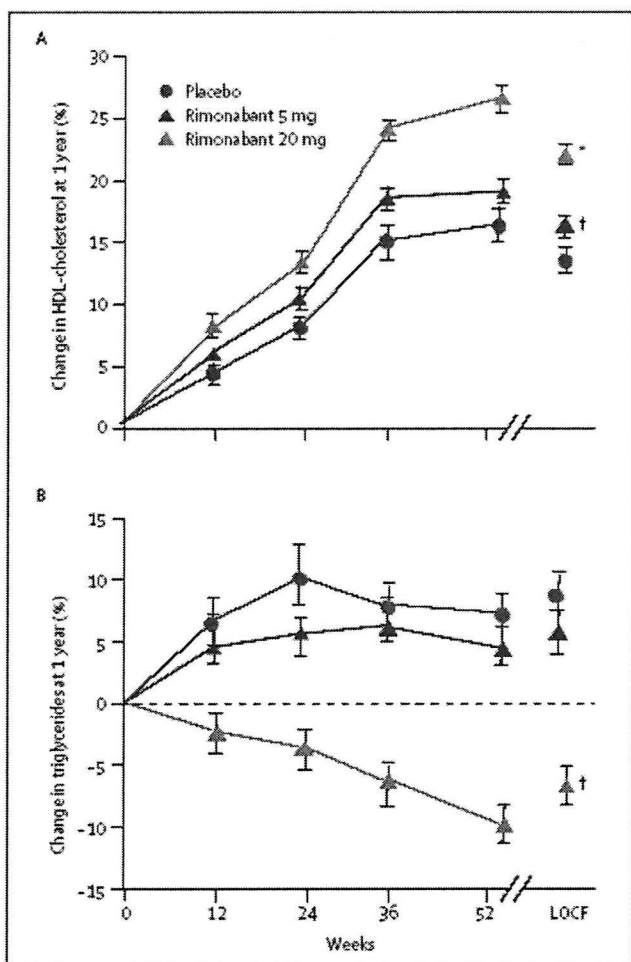 A
Change in HDL-cholesterol at 1 year (%)
30
25
20
15
10
5
0
Placebo
Rimonabant 5 mg
Rimonabant 20 mg
*
†
B
Change in triglycerides at 1 year (%)
15
10
5
0
-5
-10
-15
†
0 12 24 36 52 LOCF
Weeks